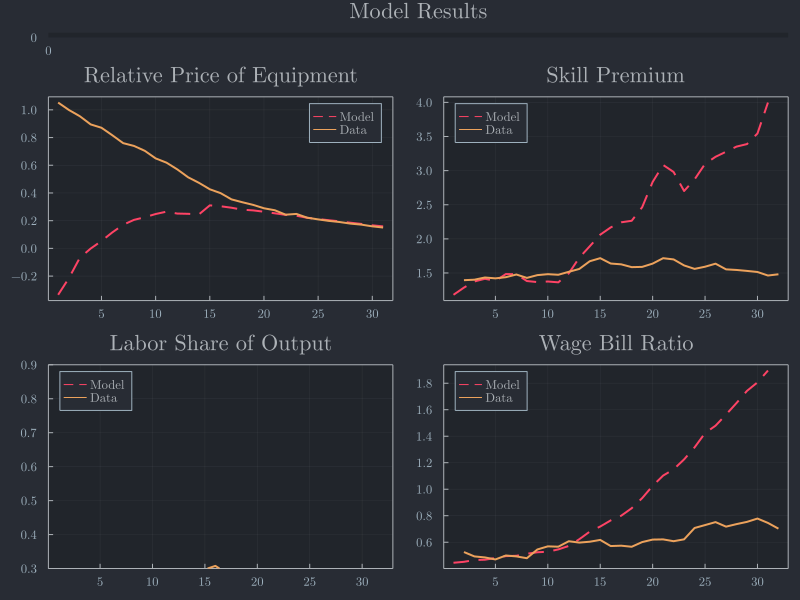 Model Results
0
0
Relative Price of Equipment
1.0
0.8
0.6
0.4
0.2
0.0
−0.2
5 10 15 20 25 30
Model
Data
Skill Premium
4.0
3.5
3.0
2.5
2.0
1.5
5 10 15 20 25 30
Model
Data
Labor Share of Output
0.9
0.8
0.7
0.6
0.5
0.4
0.3
5 10 15 20 25 30
Model
Data
Wage Bill Ratio
1.8
1.6
1.4
1.2
1.0
0.8
0.6
5 10 15 20 25 30
Model
Data